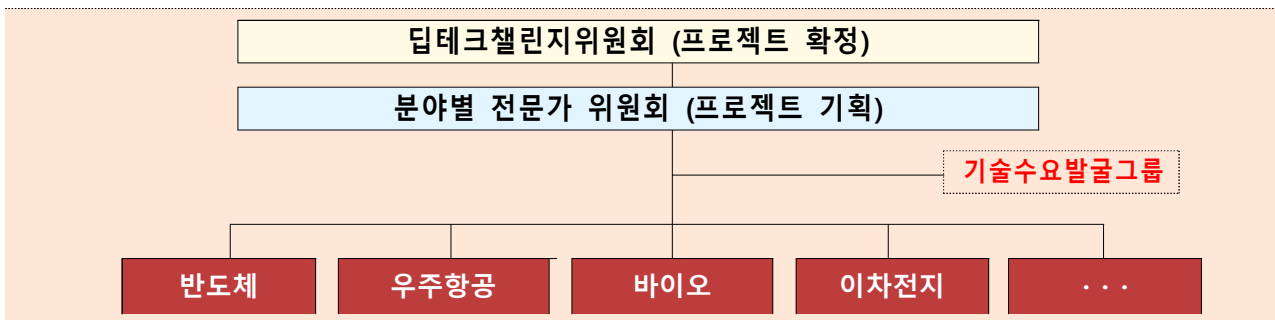 딥테크챌린지위원회 (프로젝트 확정)
분야별 전문가 위원회 (프로젝트 기획)
기술수요발굴그룹
반도체
우주항공
바이오
이차전지
· · ·